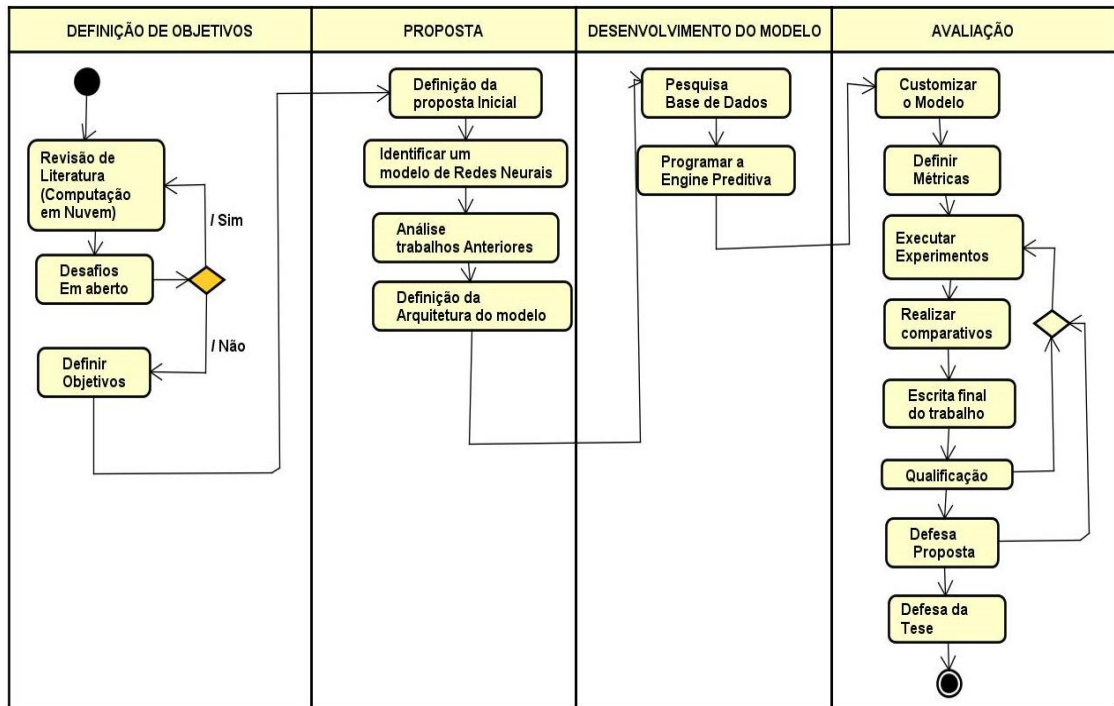 DEFINIÇÃO DE OBJETIVOS
PROPOSTA
DESENVOLVIMENTO DO MODELO
AVALIAÇÃO
Revisão de
Literatura
(Computação
em Nuvem)
/ Sim
Desafios
Em aberto
/ Não
Definir
Objetivos
Definição da
proposta Inicial
Identificar um
modelo de Redes Neurais
Análise
trabalhos Anteriores
Definição da
Arquitetura do modelo
Pesquisa
Base de Dados
Programar a
Engine Preditiva
Customizar
o Modelo
Definir
Métricas
Executar
Experimentos
Realizar
comparativos
Escrita final
do trabalho
Qualificação
Defesa
Proposta
Defesa da
Tese